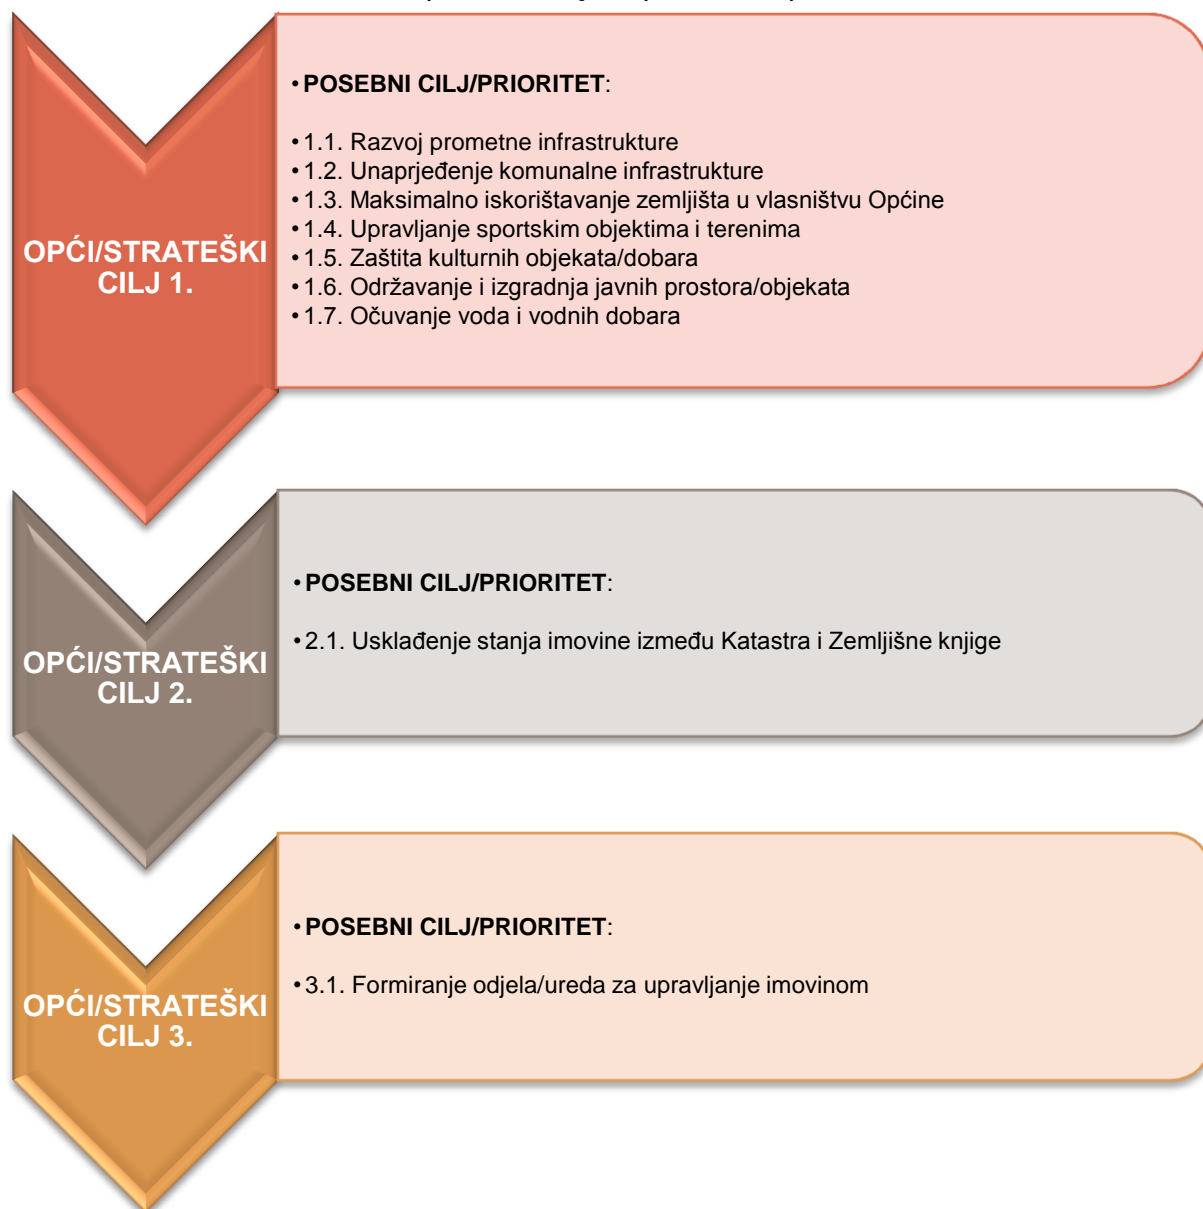 OPĆI/STRATEŠKI
CILJ 1.
• POSEBNI CILJ/PRIORITET:
• 1.1. Razvoj prometne infrastrukture
• 1.2. Unaprjeđenje komunalne infrastrukture
• 1.3. Maksimalno iskorištavanje zemljišta u vlasništvu Općine
• 1.4. Upravljanje sportskim objektima i terenima
• 1.5. Zaštita kulturnih objekata/dobara
• 1.6. Održavanje i izgradnja javnih prostora/objekata
• 1.7. Očuvanje voda i vodnih dobara
OPĆI/STRATEŠKI
CILJ 2.
• POSEBNI CILJ/PRIORITET:
• 2.1. Usklađenje stanja imovine između Katastra i Zemljišne knjige
OPĆI/STRATEŠKI
CILJ 3.
• POSEBNI CILJ/PRIORITET:
• 3.1. Formiranje odjela/ureda za upravljanje imovinom